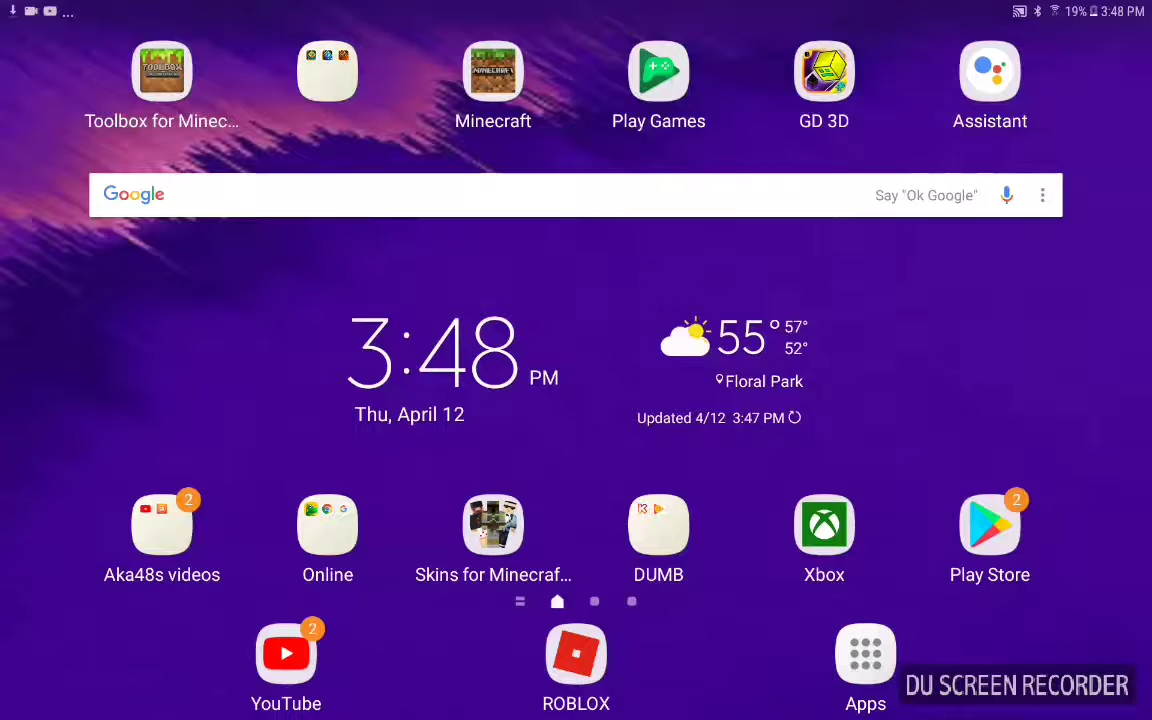 ... 19% 3:48 PM
TOOLBOX
MINECRAFT
Toolbox for Minec...
Minecraft
Play Games
GD 3D
Assistant
Google Say "Ok Google"
3:48 PM
55° 57°
52°
Floral Park
Thu, April 12
Updated 4/12 3:47 PM
2
2
Aka48s videos
Online
Skins for Minecraf...
DUMB
Xbox
Play Store
2
YouTube
ROBLOX
Apps
DU SCREEN RECORDER